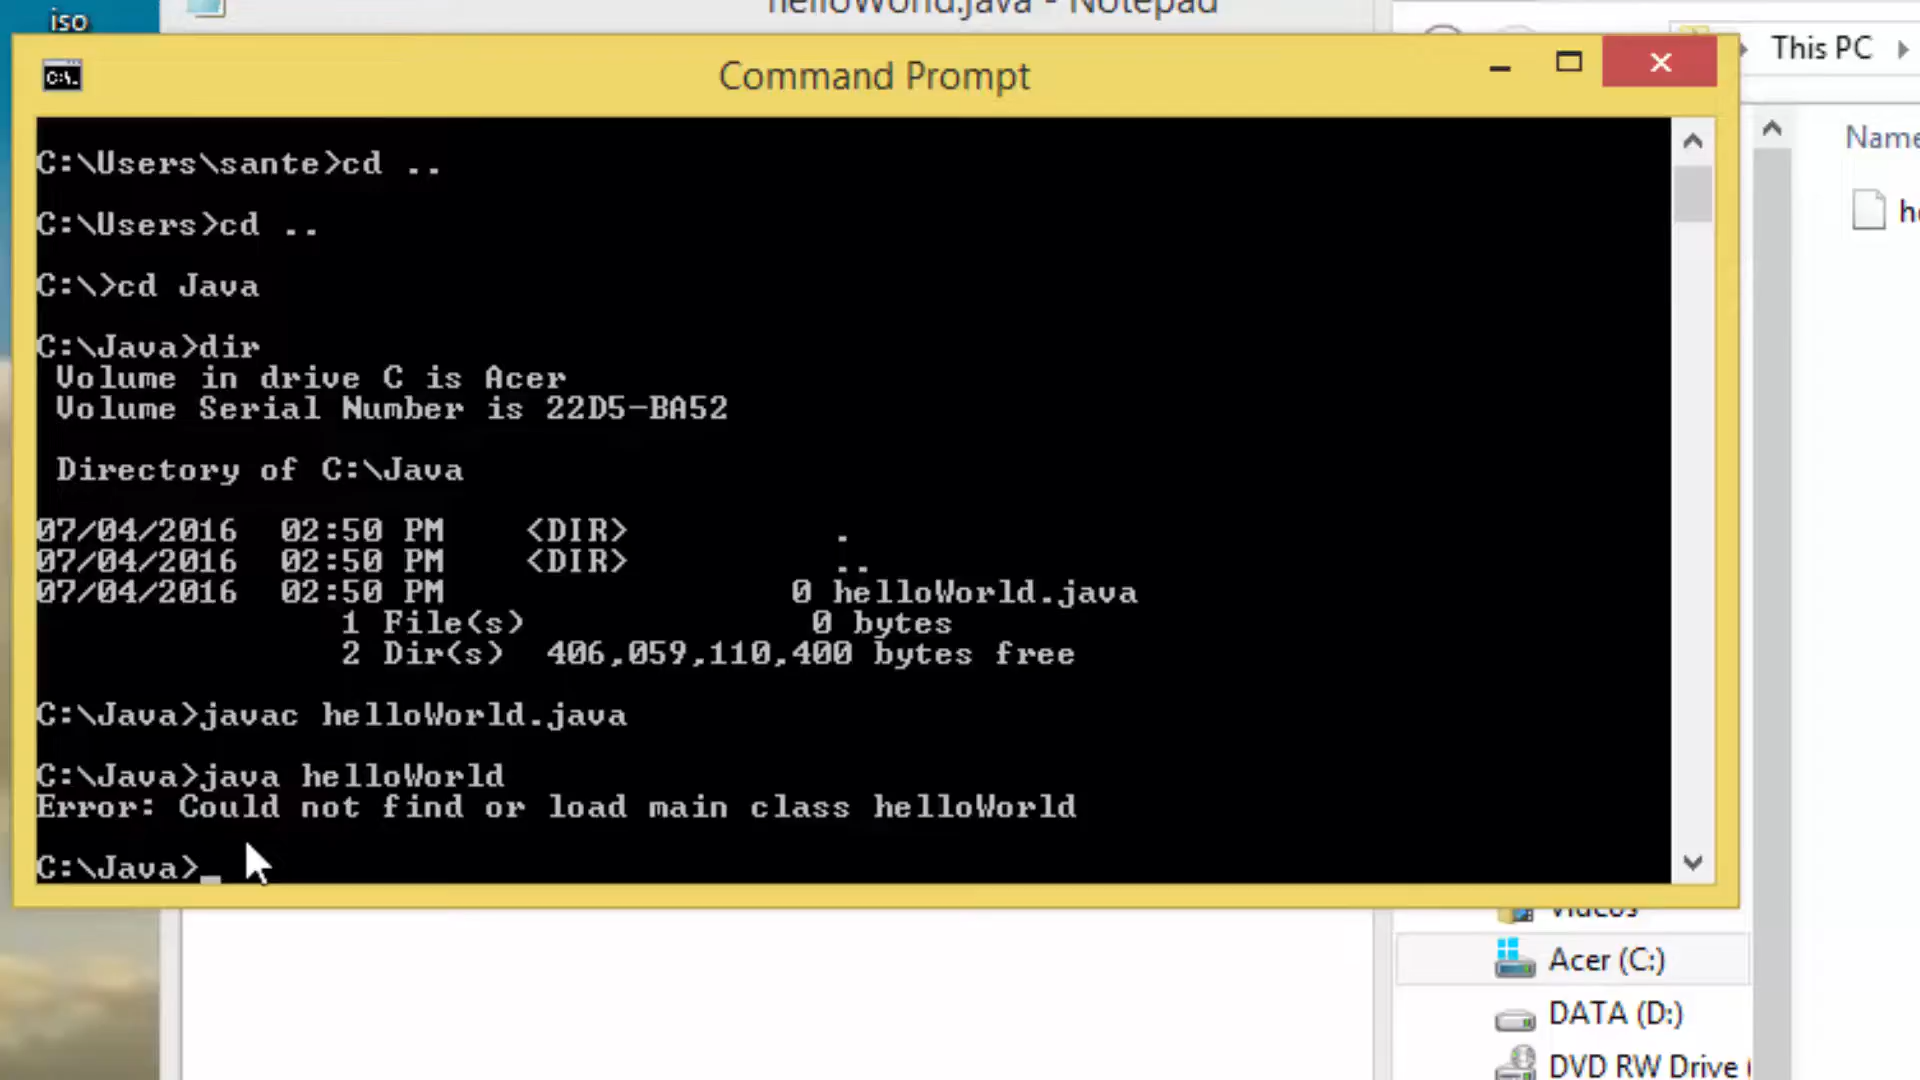 iso
helloWorld.java - Notepad
Command Prompt
This PC
C:\Users\sante>cd ..
C:\Users>cd ..
C:\>cd Java
C:\Java>dir
Volume in drive C is Acer
Volume Serial Number is 22D5-BA52
Directory of C:\Java
07/04/2016 02:50 PM <DIR> .
07/04/2016 02:50 PM <DIR> ..
07/04/2016 02:50 PM 0 helloWorld.java
1 File(s) 0 bytes
2 Dir(s) 406,059,110,400 bytes free
C:\Java>javac helloWorld.java
C:\Java>java helloWorld
Error: Could not find or load main class helloWorld
C:\Java>_
Name
Videos
Acer (C:)
DATA (D:)
DVD RW Drive (